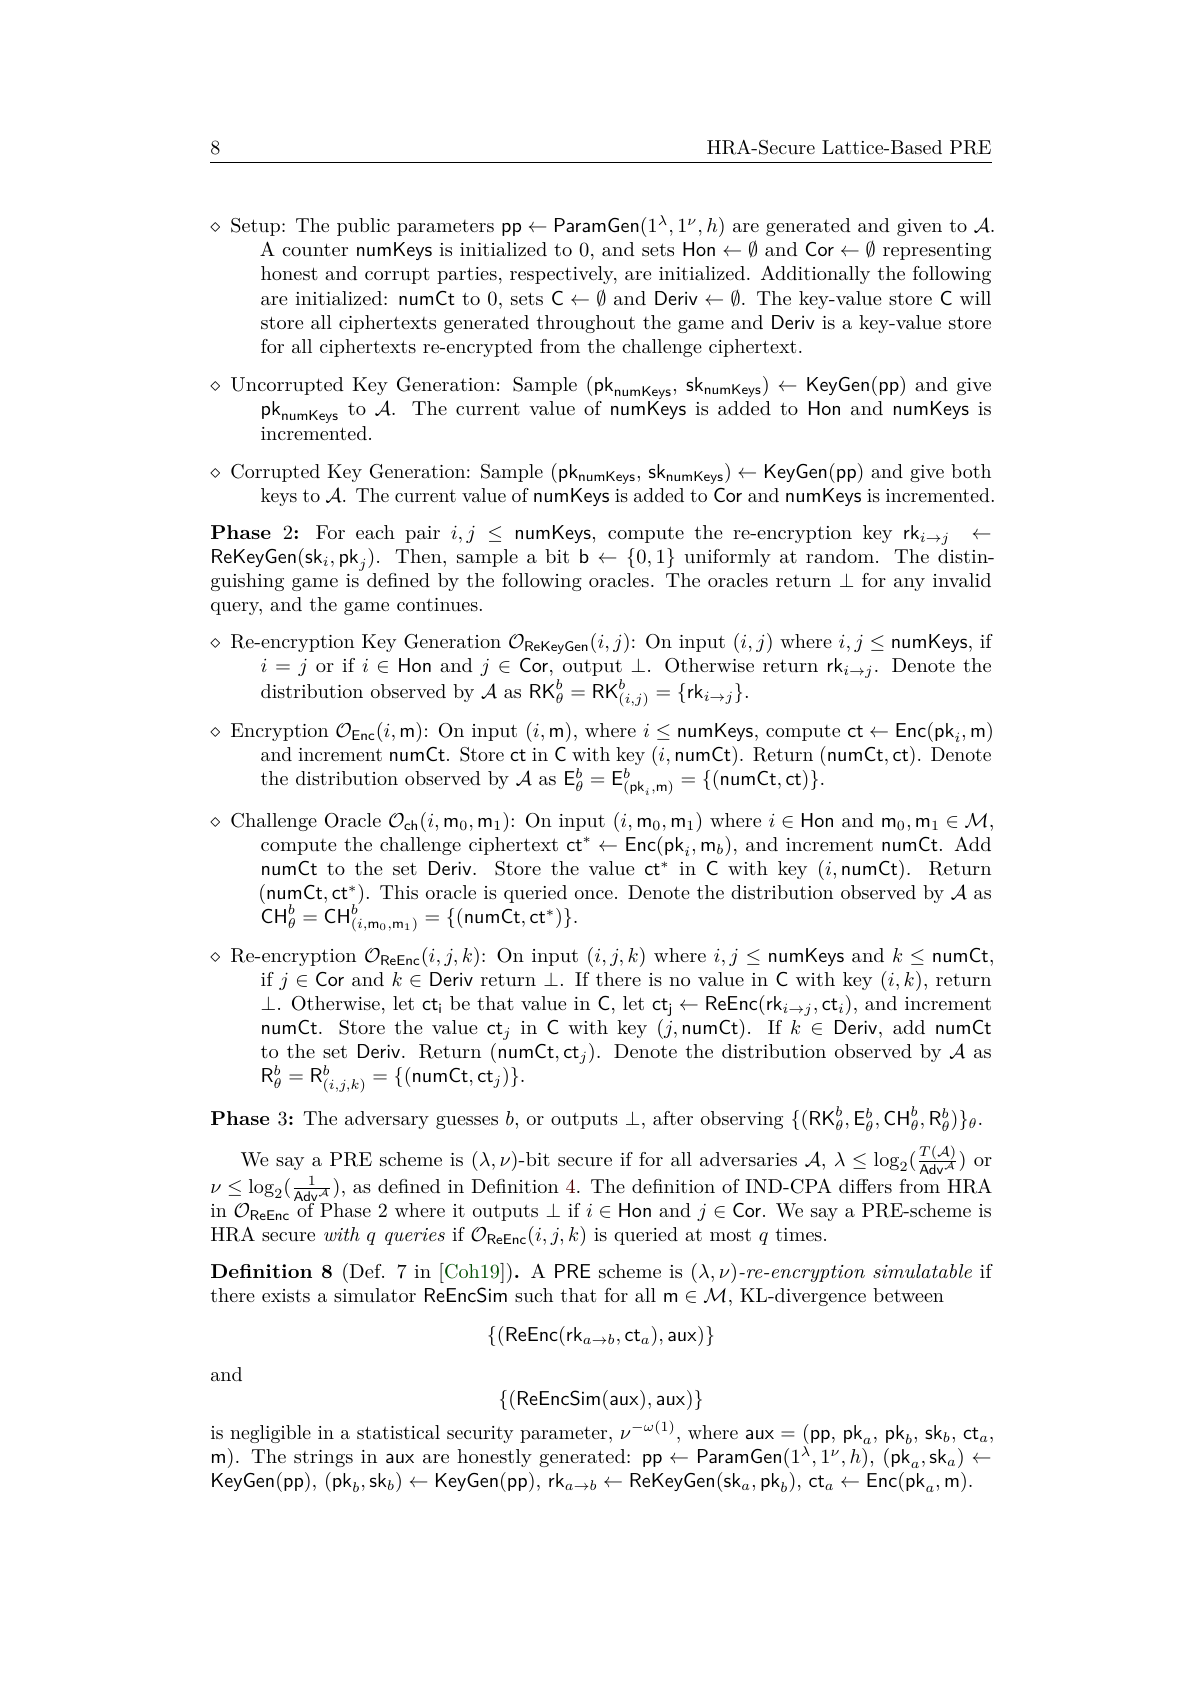 8 HRA-Secure Lattice-Based PRE
⋄ Setup: The public parameters pp ← ParamGen(1^λ, 1^ν, h) are generated and given to 𝒜.
A counter numKeys is initialized to 0, and sets Hon ← ∅ and Cor ← ∅ representing
honest and corrupt parties, respectively, are initialized. Additionally the following
are initialized: numCt to 0, sets C ← ∅ and Deriv ← ∅. The key-value store C will
store all ciphertexts generated throughout the game and Deriv is a key-value store
for all ciphertexts re-encrypted from the challenge ciphertext.
⋄ Uncorrupted Key Generation: Sample (pk_numKeys, sk_numKeys) ← KeyGen(pp) and give
pk_numKeys to 𝒜. The current value of numKeys is added to Hon and numKeys is
incremented.
⋄ Corrupted Key Generation: Sample (pk_numKeys, sk_numKeys) ← KeyGen(pp) and give both
keys to 𝒜. The current value of numKeys is added to Cor and numKeys is incremented.
Phase 2: For each pair i, j ≤ numKeys, compute the re-encryption key rk_{i→j} ←
ReKeyGen(sk_i, pk_j). Then, sample a bit b ← {0, 1} uniformly at random. The distin-
guishing game is defined by the following oracles. The oracles return ⊥ for any invalid
query, and the game continues.
⋄ Re-encryption Key Generation 𝒪_ReKeyGen(i, j): On input (i, j) where i, j ≤ numKeys, if
i = j or if i ∈ Hon and j ∈ Cor, output ⊥. Otherwise return rk_{i→j}. Denote the
distribution observed by 𝒜 as RK^b_θ = RK^b_{(i,j)} = {rk_{i→j}}.
⋄ Encryption 𝒪_Enc(i, m): On input (i, m), where i ≤ numKeys, compute ct ← Enc(pk_i, m)
and increment numCt. Store ct in C with key (i, numCt). Return (numCt, ct). Denote
the distribution observed by 𝒜 as E^b_θ = E^b_{(pk_i,m)} = {(numCt, ct)}.
⋄ Challenge Oracle 𝒪_ch(i, m_0, m_1): On input (i, m_0, m_1) where i ∈ Hon and m_0, m_1 ∈ ℳ,
compute the challenge ciphertext ct* ← Enc(pk_i, m_b), and increment numCt. Add
numCt to the set Deriv. Store the value ct* in C with key (i, numCt). Return
(numCt, ct*). This oracle is queried once. Denote the distribution observed by 𝒜 as
CH^b_θ = CH^b_{(i,m_0,m_1)} = {(numCt, ct*)}.
⋄ Re-encryption 𝒪_ReEnc(i, j, k): On input (i, j, k) where i, j ≤ numKeys and k ≤ numCt,
if j ∈ Cor and k ∈ Deriv return ⊥. If there is no value in C with key (i, k), return
⊥. Otherwise, let ct_i be that value in C, let ct_j ← ReEnc(rk_{i→j}, ct_i), and increment
numCt. Store the value ct_j in C with key (j, numCt). If k ∈ Deriv, add numCt
to the set Deriv. Return (numCt, ct_j). Denote the distribution observed by 𝒜 as
R^b_θ = R^b_{(i,j,k)} = {(numCt, ct_j)}.
Phase 3: The adversary guesses b, or outputs ⊥, after observing {(RK^b_θ, E^b_θ, CH^b_θ, R^b_θ)}_θ.
We say a PRE scheme is (λ, ν)-bit secure if for all adversaries 𝒜, λ ≤ log_2(T(𝒜)/Adv^𝒜) or
ν ≤ log_2(1/Adv^𝒜), as defined in Definition 4. The definition of IND-CPA differs from HRA
in 𝒪_ReEnc of Phase 2 where it outputs ⊥ if i ∈ Hon and j ∈ Cor. We say a PRE-scheme is
HRA secure with q queries if 𝒪_ReEnc(i, j, k) is queried at most q times.
Definition 8 (Def. 7 in [Coh19]). A PRE scheme is (λ, ν)-re-encryption simulatable if
there exists a simulator ReEncSim such that for all m ∈ ℳ, KL-divergence between
{(ReEnc(rk_{a→b}, ct_a), aux)}
and
{(ReEncSim(aux), aux)}
is negligible in a statistical security parameter, ν^{−ω(1)}, where aux = (pp, pk_a, pk_b, sk_b, ct_a,
m). The strings in aux are honestly generated: pp ← ParamGen(1^λ, 1^ν, h), (pk_a, sk_a) ←
KeyGen(pp), (pk_b, sk_b) ← KeyGen(pp), rk_{a→b} ← ReKeyGen(sk_a, pk_b), ct_a ← Enc(pk_a, m).